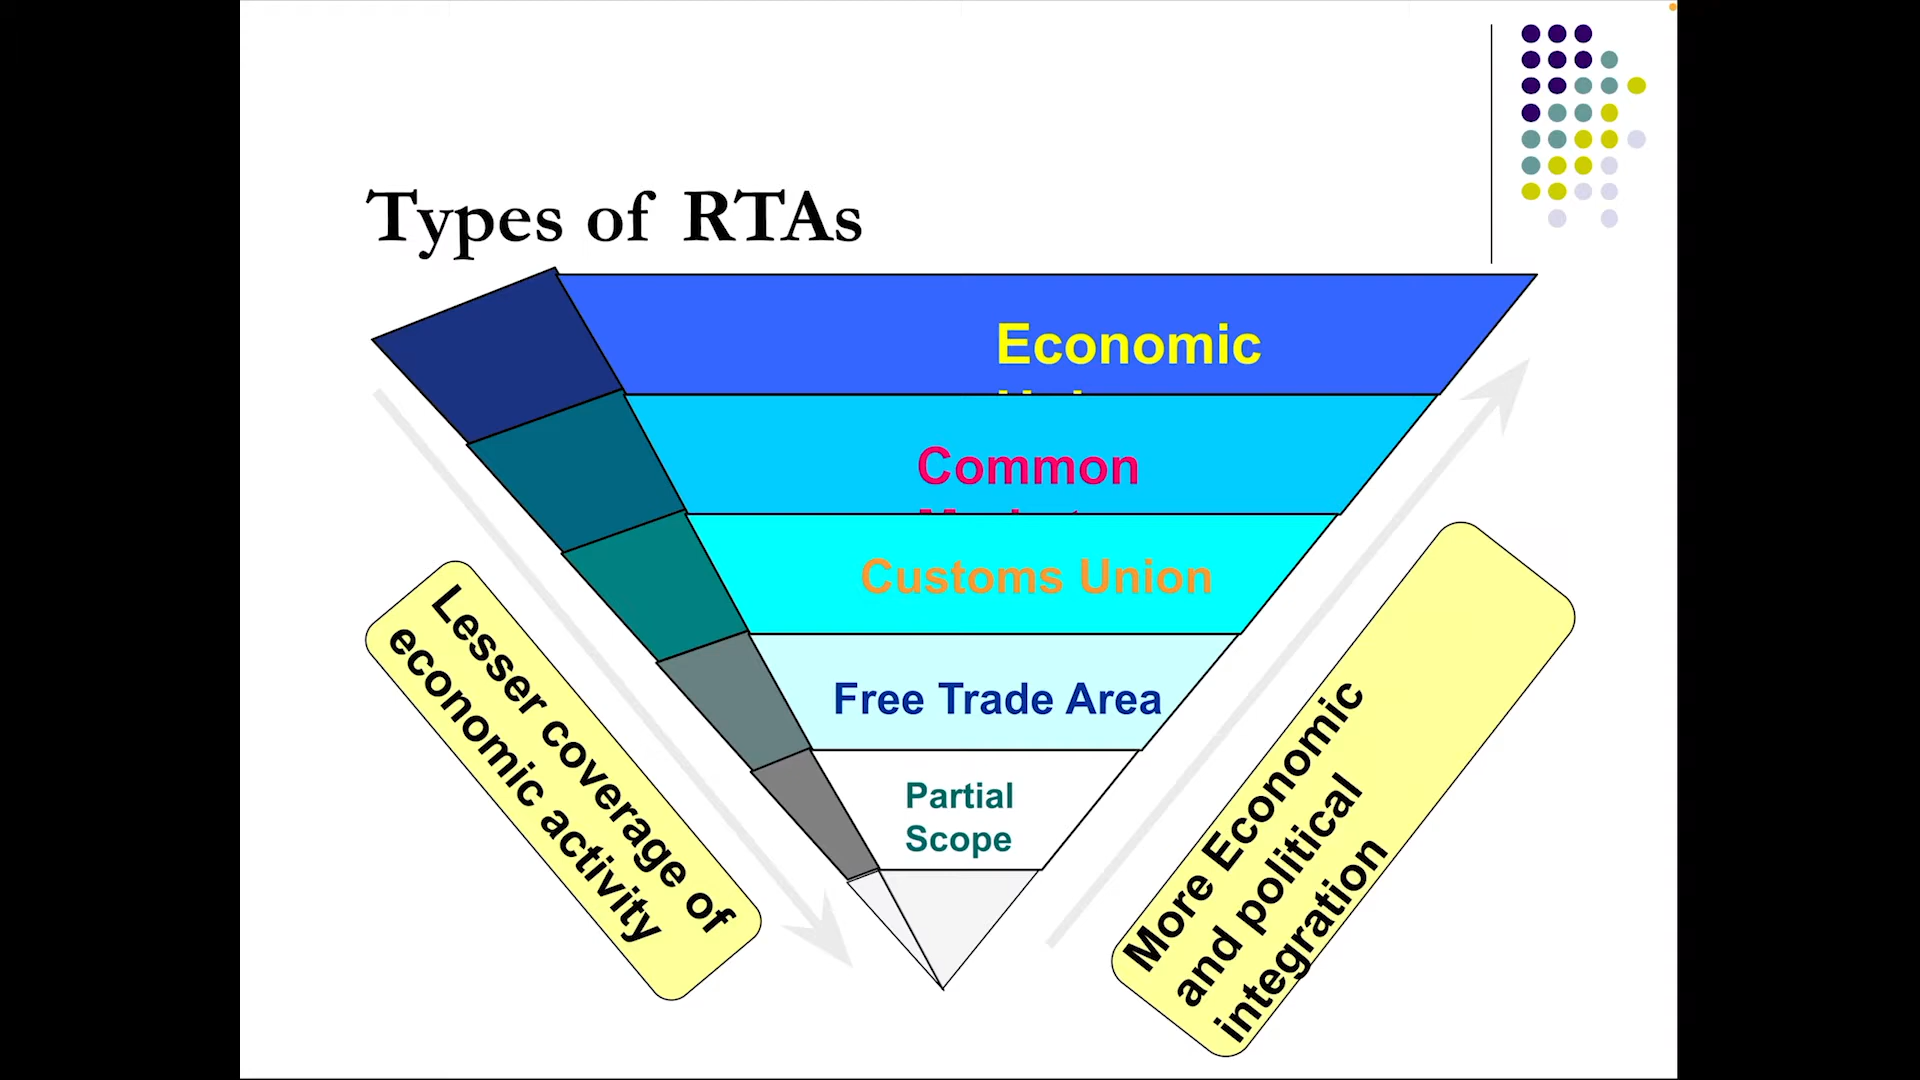 Types of RTAs
Economic
Common
Customs Union
Free Trade Area
Partial
Scope
Lesser coverage of
economic activity
More Economic
and political
integration